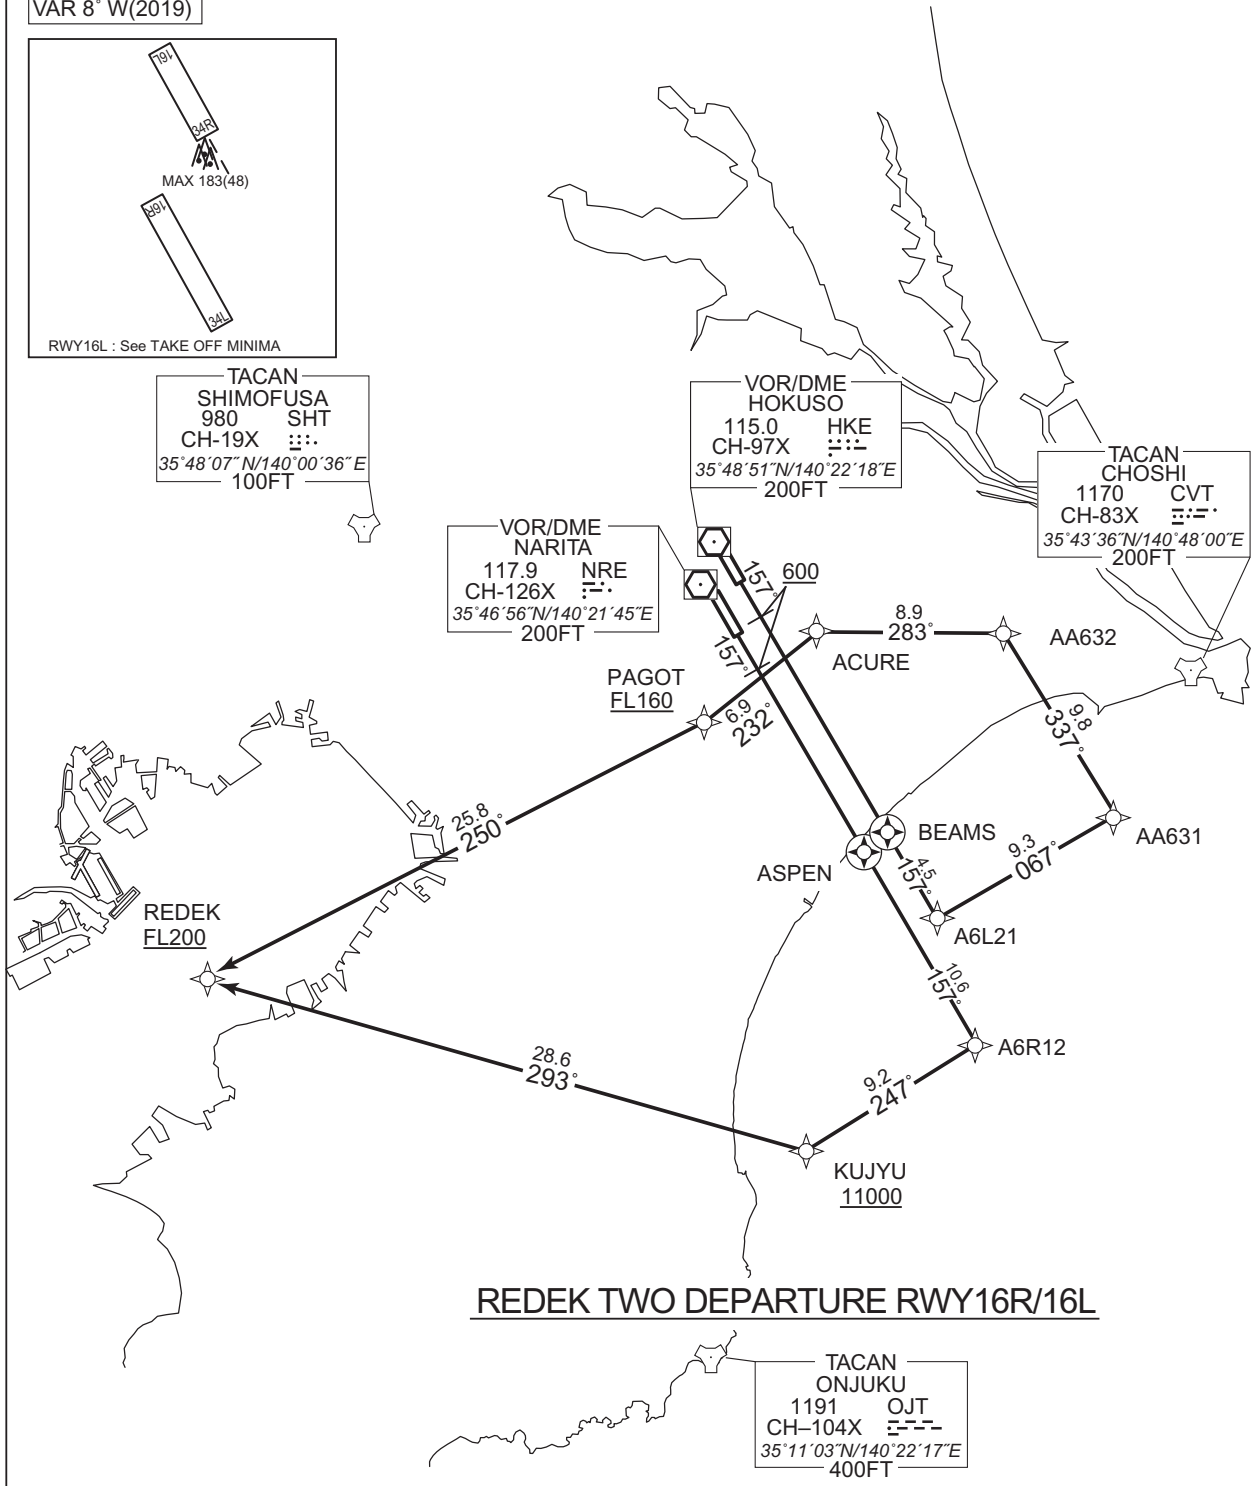 VAR 8° W(2019)
16L
34R
MAX 183(48)
16R
34L
RWY16L : See TAKE OFF MINIMA
TACAN
SHIMOFUSA
980 SHT
CH-19X
35°48′07″N/140°00′36″E
100FT
VOR/DME
HOKUSO
115.0 HKE
CH-97X
35°48′51″N/140°22′18″E
200FT
TACAN
CHOSHI
1170 CVT
CH-83X
35°43′36″N/140°48′00″E
200FT
VOR/DME
NARITA
117.9 NRE
CH-126X
35°46′56″N/140°21′45″E
200FT
157°
600
157°
8.9
283°
AA632
ACURE
PAGOT
FL160
6.9
232°
9.8
337°
25.8
250°
BEAMS
AA631
ASPEN
4.5
157°
9.3
067°
REDEK
FL200
A6L21
10.6
157°
A6R12
28.6
293°
9.2
247°
KUJYU
11000
REDEK TWO DEPARTURE RWY16R/16L
TACAN
ONJUKU
1191 OJT
CH–104X
35°11′03″N/140°22′17″E
400FT